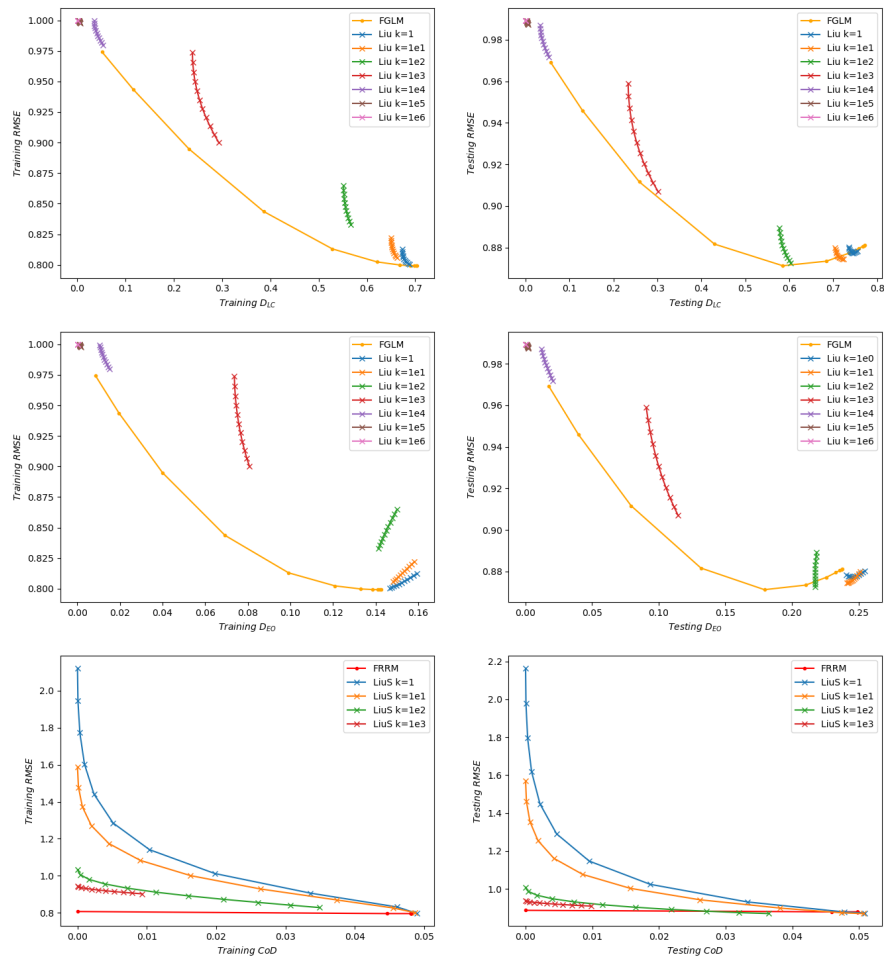 1.000
0.975
0.950
0.925
0.900
0.875
0.850
0.825
0.800
Training RMSE
0.0 0.1 0.2 0.3 0.4 0.5 0.6 0.7
Training D_LC
FGLM
Liu k=1
Liu k=1e1
Liu k=1e2
Liu k=1e3
Liu k=1e4
Liu k=1e5
Liu k=1e6
0.98
0.96
0.94
0.92
0.90
0.88
Testing RMSE
0.0 0.1 0.2 0.3 0.4 0.5 0.6 0.7 0.8
Testing D_LC
FGLM
Liu k=1
Liu k=1e1
Liu k=1e2
Liu k=1e3
Liu k=1e4
Liu k=1e5
Liu k=1e6
1.000
0.975
0.950
0.925
0.900
0.875
0.850
0.825
0.800
Training RMSE
0.00 0.02 0.04 0.06 0.08 0.10 0.12 0.14 0.16
Training D_EO
FGLM
Liu k=1
Liu k=1e1
Liu k=1e2
Liu k=1e3
Liu k=1e4
Liu k=1e5
Liu k=1e6
0.98
0.96
0.94
0.92
0.90
0.88
Testing RMSE
0.00 0.05 0.10 0.15 0.20 0.25
Testing D_EO
FGLM
Liu k=1e0
Liu k=1e1
Liu k=1e2
Liu k=1e3
Liu k=1e4
Liu k=1e5
Liu k=1e6
2.0
1.8
1.6
1.4
1.2
1.0
0.8
Training RMSE
0.00 0.01 0.02 0.03 0.04 0.05
Training CoD
FRRM
LiuS k=1
LiuS k=1e1
LiuS k=1e2
LiuS k=1e3
2.2
2.0
1.8
1.6
1.4
1.2
1.0
Testing RMSE
0.00 0.01 0.02 0.03 0.04 0.05
Testing CoD
FRRM
LiuS k=1
LiuS k=1e1
LiuS k=1e2
LiuS k=1e3